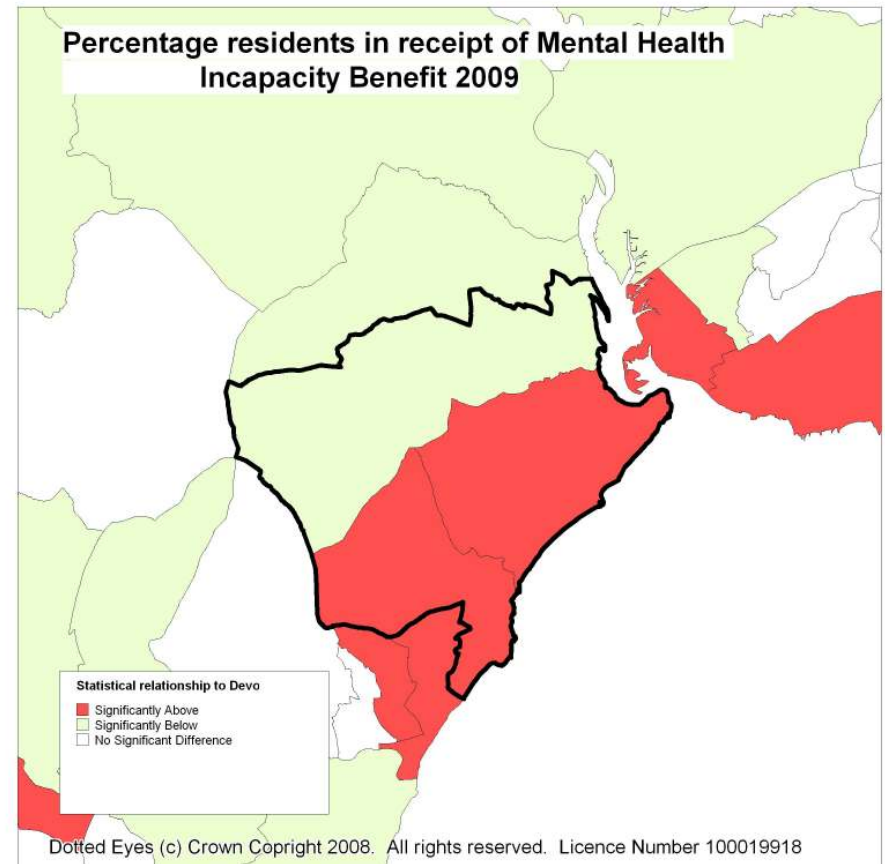 Percentage residents in receipt of Mental Health
Incapacity Benefit 2009
Statistical relationship to Devo
Significantly Above
Significantly Below
No Significant Difference
Dotted Eyes (c) Crown Copright 2008. All rights reserved. Licence Number 100019918